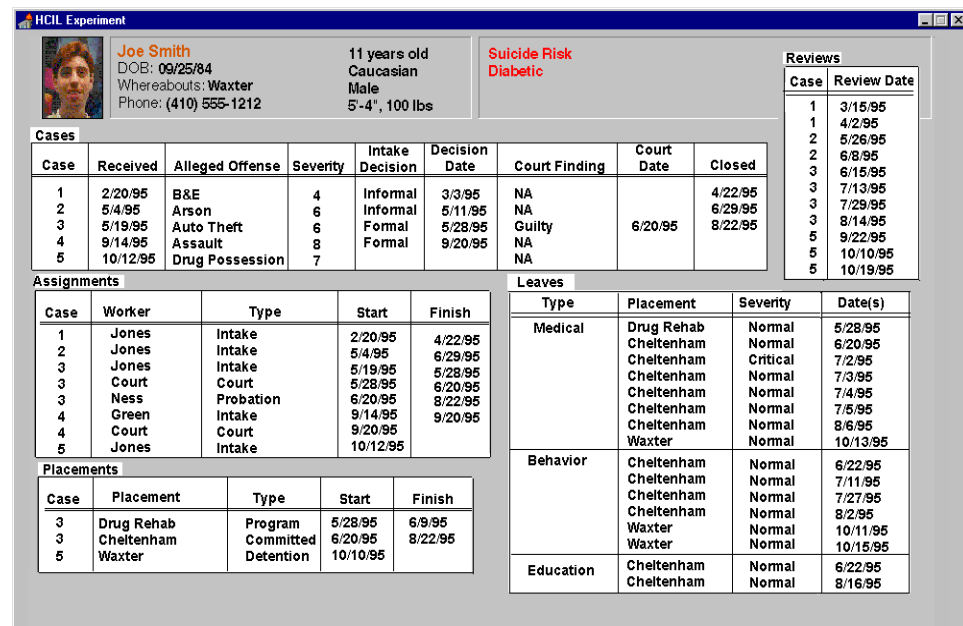 HCIL Experiment
Joe Smith 11 years old
DOB: 09/25/84 Caucasian
Whereabouts: Waxter Male
Phone: (410) 555-1212 5'-4", 100 lbs
Suicide Risk
Diabetic
Reviews
Case Review Date
1 3/15/95
1 4/2/95
2 5/26/95
2 6/8/95
3 6/15/95
3 7/13/95
3 7/29/95
3 8/14/95
5 9/22/95
5 10/10/95
5 10/19/95
Cases
Case Received Alleged Offense Severity Intake Decision Decision Date Court Finding Court Date Closed
1 2/20/95 B&E 4 Informal 3/3/95 NA 4/22/95
2 5/4/95 Arson 6 Informal 5/11/95 NA 6/29/95
3 5/19/95 Auto Theft 6 Formal 5/28/95 Guilty 6/20/95 8/22/95
4 9/14/95 Assault 8 Formal 9/20/95 NA
5 10/12/95 Drug Possession 7 NA
Assignments
Case Worker Type Start Finish
1 Jones Intake 2/20/95 4/22/95
2 Jones Intake 5/4/95 6/29/95
3 Jones Intake 5/19/95 5/28/95
3 Court Court 5/28/95 6/20/95
3 Ness Probation 6/20/95 8/22/95
4 Green Intake 9/14/95 9/20/95
4 Court Court 9/20/95
5 Jones Intake 10/12/95
Placements
Case Placement Type Start Finish
3 Drug Rehab Program 5/28/95 6/9/95
3 Cheltenham Committed 6/20/95 8/22/95
5 Waxter Detention 10/10/95
Leaves
Type Placement Severity Date(s)
Medical Drug Rehab Normal 5/28/95
Cheltenham Normal 6/20/95
Cheltenham Critical 7/2/95
Cheltenham Normal 7/3/95
Cheltenham Normal 7/4/95
Cheltenham Normal 7/5/95
Cheltenham Normal 8/6/95
Waxter Normal 10/13/95
Behavior Cheltenham Normal 6/22/95
Cheltenham Normal 7/11/95
Cheltenham Normal 7/27/95
Cheltenham Normal 8/2/95
Waxter Normal 10/11/95
Waxter Normal 10/15/95
Education Cheltenham Normal 6/22/95
Cheltenham Normal 8/16/95